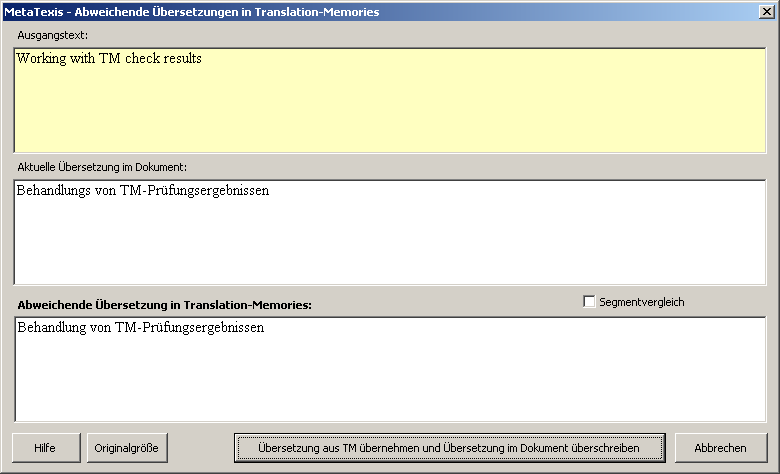 MetaTexis - Abweichende Übersetzungen in Translation-Memories
Ausgangstext:
Working with TM check results
Aktuelle Übersetzung im Dokument:
Behandlungs von TM-Prüfungsergebnissen
Abweichende Übersetzung in Translation-Memories:
Segmentvergleich
Behandlung von TM-Prüfungsergebnissen
Hilfe
Originalgröße
Übersetzung aus TM übernehmen und Übersetzung im Dokument überschreiben
Abbrechen